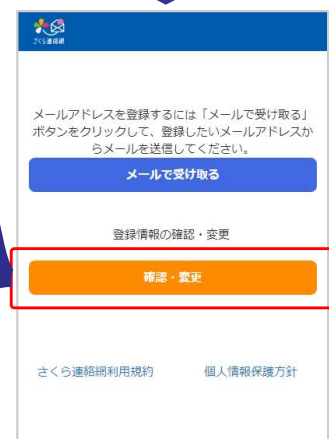 さくら連絡網
メールアドレスを登録するには「メールで受け取る」
ボタンをクリックして、登録したいメールアドレスか
らメールを送信してください。
メールで受け取る
登録情報の確認・変更
確認・変更
さくら連絡網利用規約 個人情報保護方針